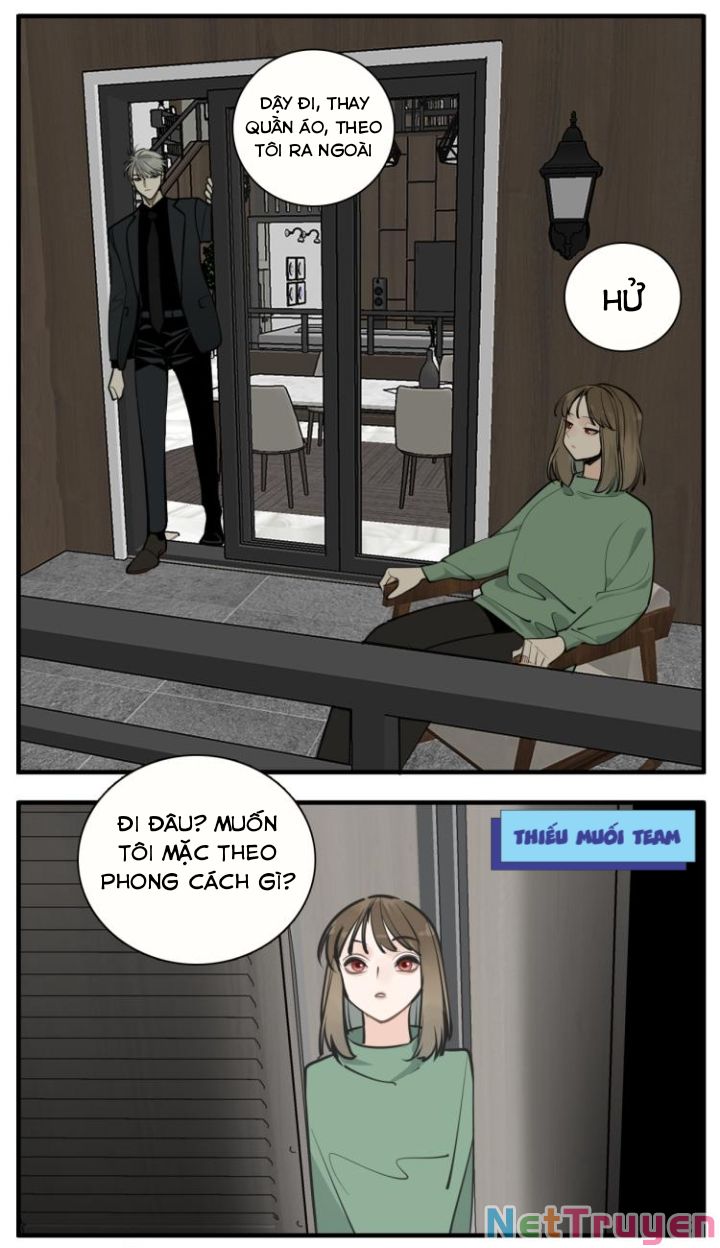 DẬY ĐI, THAY
QUẦN ÁO, THEO
TÔI RA NGOÀI
HỬ
ĐI ĐÂU? MUỐN
TÔI MẶC THEO
PHONG CÁCH GÌ?
THIẾU MUỐI TEAM
NetTruyen